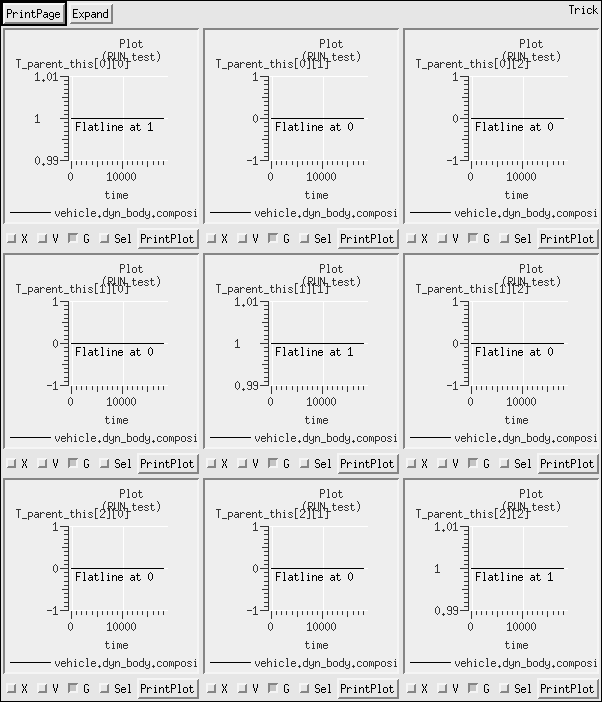 PrintPage Expand Trick
Plot
(RUN_test)
T_parent_this[0][0]
1.01
1
0.99
Flatline at 1
0 10000
time
vehicle.dyn_body.composi
X V G Sel PrintPlot
Plot
(RUN_test)
T_parent_this[0][1]
1
0
-1
Flatline at 0
0 10000
time
vehicle.dyn_body.composi
X V G Sel PrintPlot
Plot
(RUN_test)
T_parent_this[0][2]
1
0
-1
Flatline at 0
0 10000
time
vehicle.dyn_body.composi
X V G Sel PrintPlot
Plot
(RUN_test)
T_parent_this[1][0]
1
0
-1
Flatline at 0
0 10000
time
vehicle.dyn_body.composi
X V G Sel PrintPlot
Plot
(RUN_test)
T_parent_this[1][1]
1.01
1
0.99
Flatline at 1
0 10000
time
vehicle.dyn_body.composi
X V G Sel PrintPlot
Plot
(RUN_test)
T_parent_this[1][2]
1
0
-1
Flatline at 0
0 10000
time
vehicle.dyn_body.composi
X V G Sel PrintPlot
Plot
(RUN_test)
T_parent_this[2][0]
1
0
-1
Flatline at 0
0 10000
time
vehicle.dyn_body.composi
X V G Sel PrintPlot
Plot
(RUN_test)
T_parent_this[2][1]
1
0
-1
Flatline at 0
0 10000
time
vehicle.dyn_body.composi
X V G Sel PrintPlot
Plot
(RUN_test)
T_parent_this[2][2]
1.01
1
0.99
Flatline at 1
0 10000
time
vehicle.dyn_body.composi
X V G Sel PrintPlot